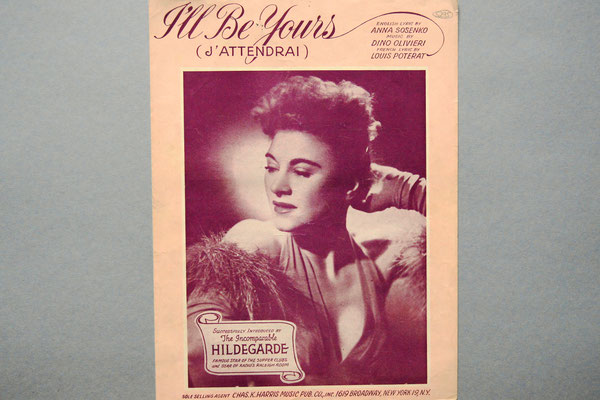 I'll Be Yours
(J'ATTENDRAI)
ENGLISH LYRIC BY
ANNA SOSENKO
MUSIC BY
DINO OLIVIERI
FRENCH LYRIC BY
LOUIS POTERAT
SUCCESSFULLY INTRODUCED BY
The Incomparable
HILDEGARDE
FAMOUS STAR OF THE SUPPER CLUBS
AND STAR OF RADIO'S RALEIGH ROOM
SOLE SELLING AGENT CHAS. K. HARRIS MUSIC PUB. CO., INC. 1619 BROADWAY, NEW YORK 19, N.Y.